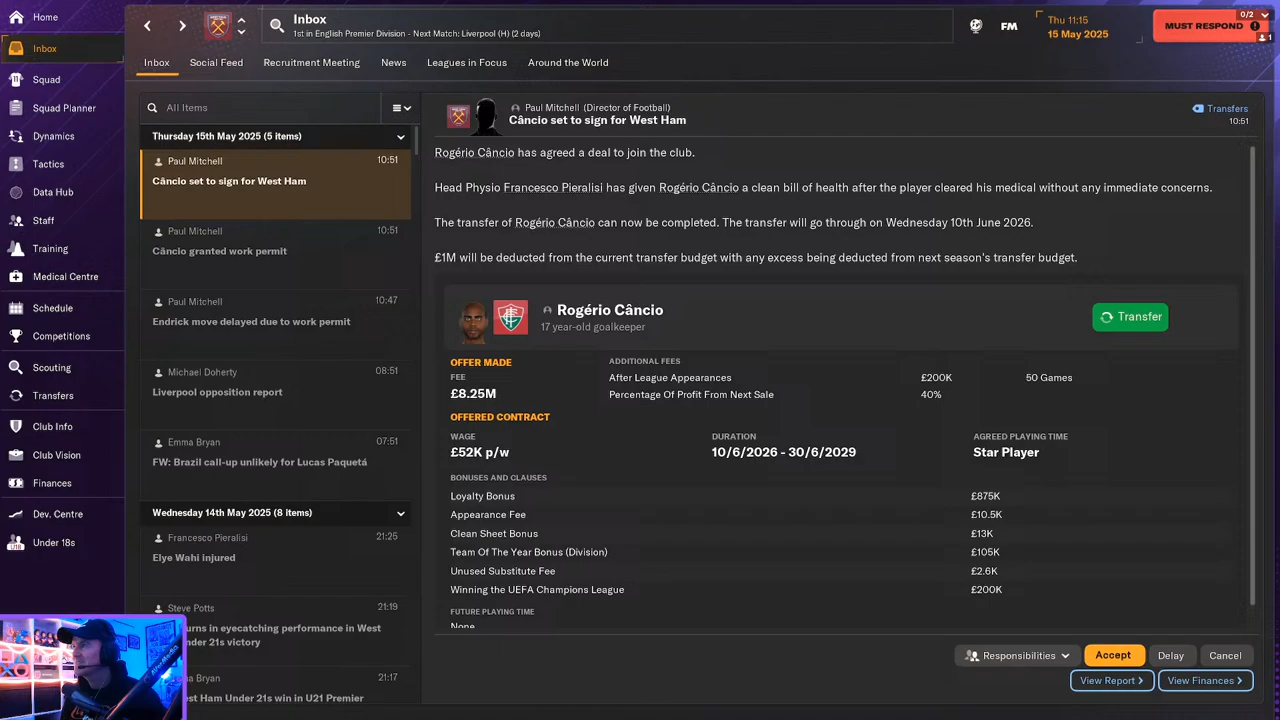 Home
Inbox
Squad
Squad Planner
Dynamics
Tactics
Data Hub
Staff
Training
Medical Centre
Schedule
Competitions
Scouting
Transfers
Club Info
Club Vision
Finances
Dev. Centre
Under 18s
Inbox
1st in English Premier Division - Next Match: Liverpool (H) (2 days)
FM
Thu 11:15
15 May 2025
MUST RESPOND
0/2
1
Inbox
Social Feed
Recruitment Meeting
News
Leagues in Focus
Around the World
All Items
Thursday 15th May 2025 (5 items)
Paul Mitchell 10:51
Câncio set to sign for West Ham
Paul Mitchell 10:51
Câncio granted work permit
Paul Mitchell 10:47
Endrick move delayed due to work permit
Michael Doherty 08:51
Liverpool opposition report
Emma Bryan 07:51
FW: Brazil call-up unlikely for Lucas Paquetá
Wednesday 14th May 2025 (8 items)
Francesco Pieralisi 21:25
Elye Wahi injured
Steve Potts 21:19
urns in eyecatching performance in West
under 21s victory
na Bryan 21:17
st Ham Under 21s win in U21 Premier
Paul Mitchell (Director of Football)
Câncio set to sign for West Ham
Transfers
10:51
Rogério Câncio has agreed a deal to join the club.
Head Physio Francesco Pieralisi has given Rogério Câncio a clean bill of health after the player cleared his medical without any immediate concerns.
The transfer of Rogério Câncio can now be completed. The transfer will go through on Wednesday 10th June 2026.
£1M will be deducted from the current transfer budget with any excess being deducted from next season's transfer budget.
Rogério Câncio
17 year-old goalkeeper
Transfer
OFFER MADE
FEE
£8.25M
ADDITIONAL FEES
After League Appearances £200K 50 Games
Percentage Of Profit From Next Sale 40%
OFFERED CONTRACT
WAGE
£52K p/w
DURATION
10/6/2026 - 30/6/2029
AGREED PLAYING TIME
Star Player
BONUSES AND CLAUSES
Loyalty Bonus £875K
Appearance Fee £10.5K
Clean Sheet Bonus £13K
Team Of The Year Bonus (Division) £105K
Unused Substitute Fee £2.6K
Winning the UEFA Champions League £200K
FUTURE PLAYING TIME
None
Responsibilities
Accept
Delay
Cancel
View Report
View Finances